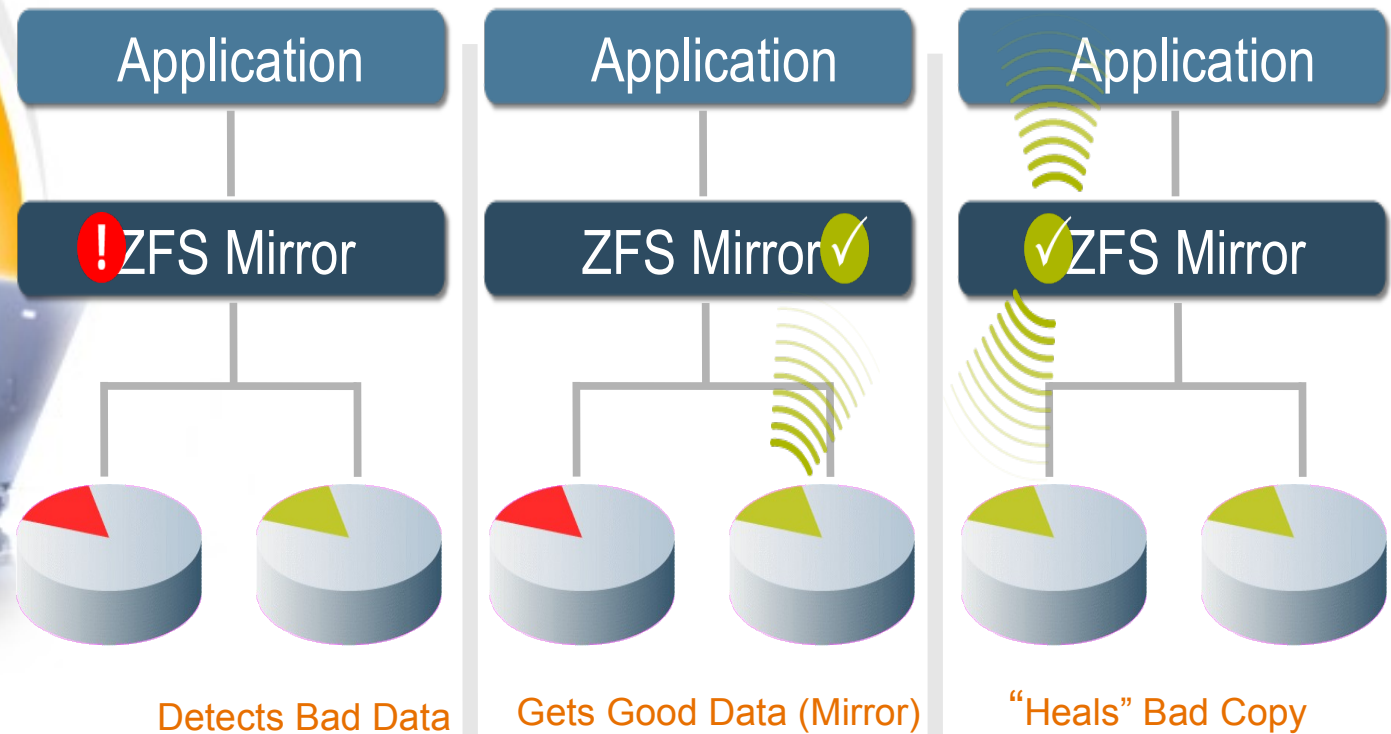 Application
Application
Application
! ZFS Mirror
ZFS Mirror ✓
✓ ZFS Mirror
Detects Bad Data
Gets Good Data (Mirror)
“Heals” Bad Copy